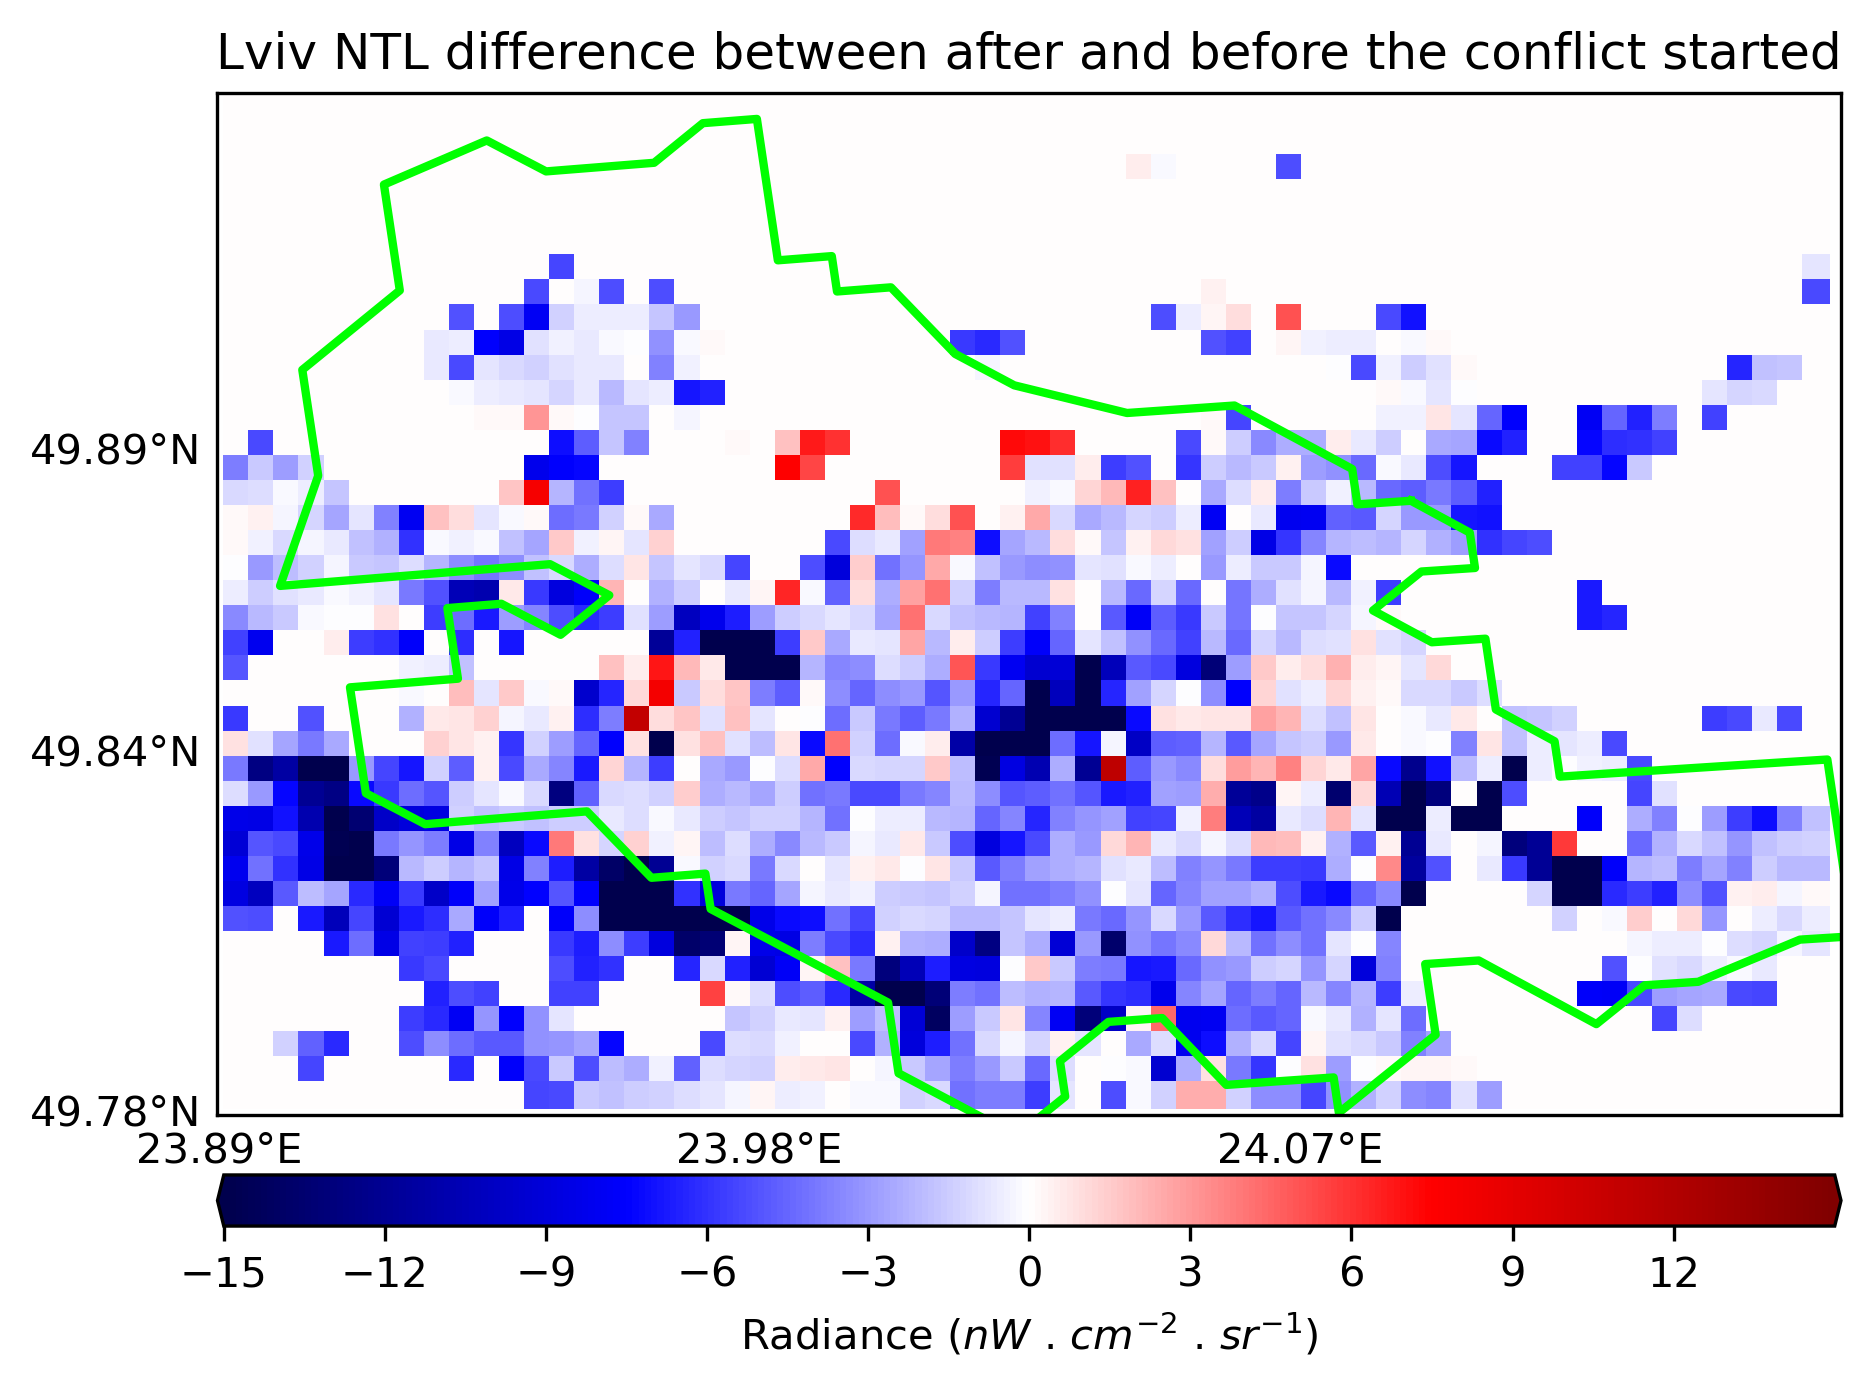 Lviv NTL difference between after and before the conflict started
49.89°N
49.84°N
49.78°N
23.89°E 23.98°E 24.07°E
−15 −12 −9 −6 −3 0 3 6 9 12
Radiance (nW . cm⁻² . sr⁻¹)